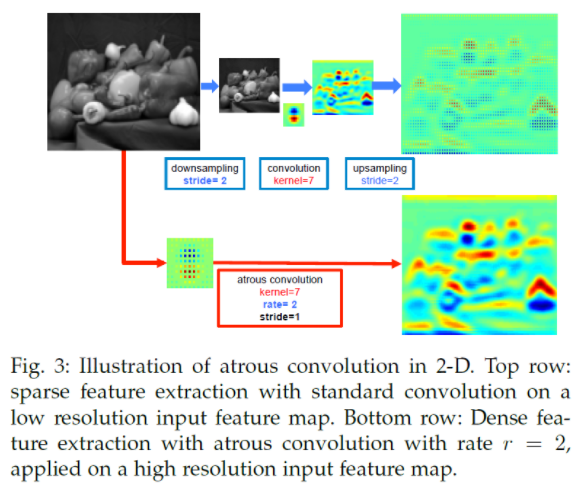 downsampling
stride= 2
convolution
kernel=7
upsampling
stride=2
atrous convolution
kernel=7
rate= 2
stride=1
Fig. 3: Illustration of atrous convolution in 2-D. Top row:
sparse feature extraction with standard convolution on a
low resolution input feature map. Bottom row: Dense fea-
ture extraction with atrous convolution with rate r = 2,
applied on a high resolution input feature map.